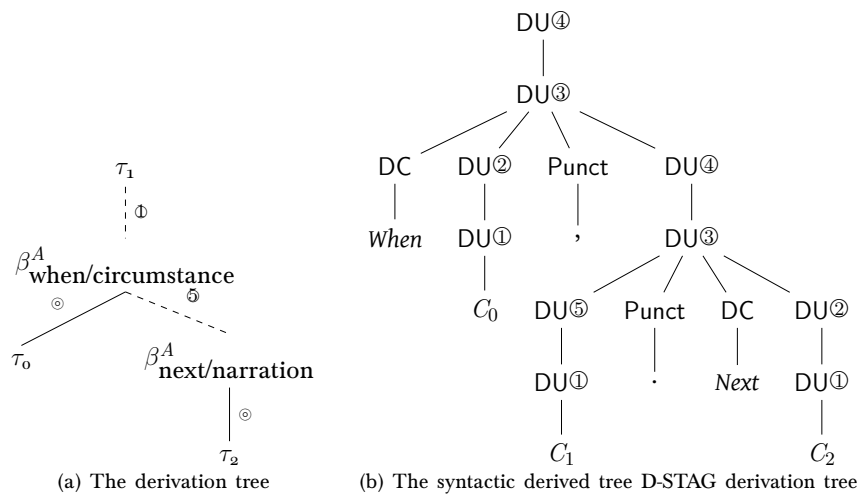 DU④
DU③
DC DU② Punct DU④
When DU① , DU③
C₀ DU⑤ Punct DC DU②
DU① . Next DU①
C₁ C₂
τ₁
①
βᴬwhen/circumstance
⓪ ⑤
τ₀
βᴬnext/narration
⓪
τ₂
(a) The derivation tree
(b) The syntactic derived tree D-STAG derivation tree